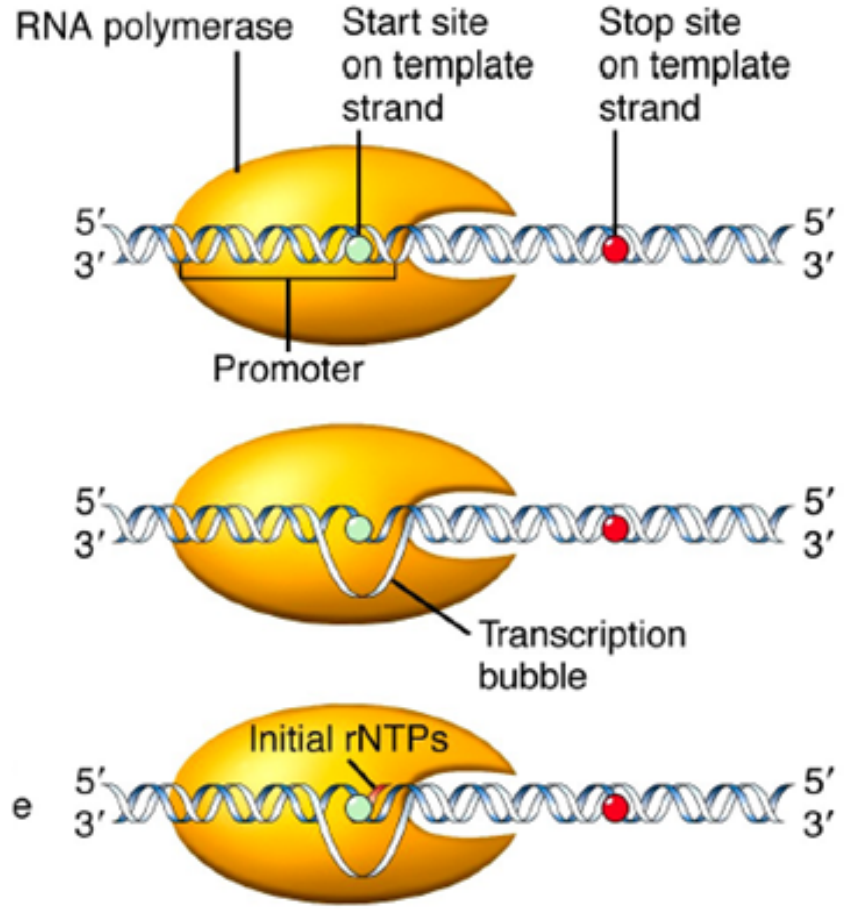 RNA polymerase
Start site
on template
strand
Stop site
on template
strand
5′ 5′
3′ 3′
Promoter
5′ 5′
3′ 3′
Transcription
bubble
Initial rNTPs
5′ 5′
e
3′ 3′